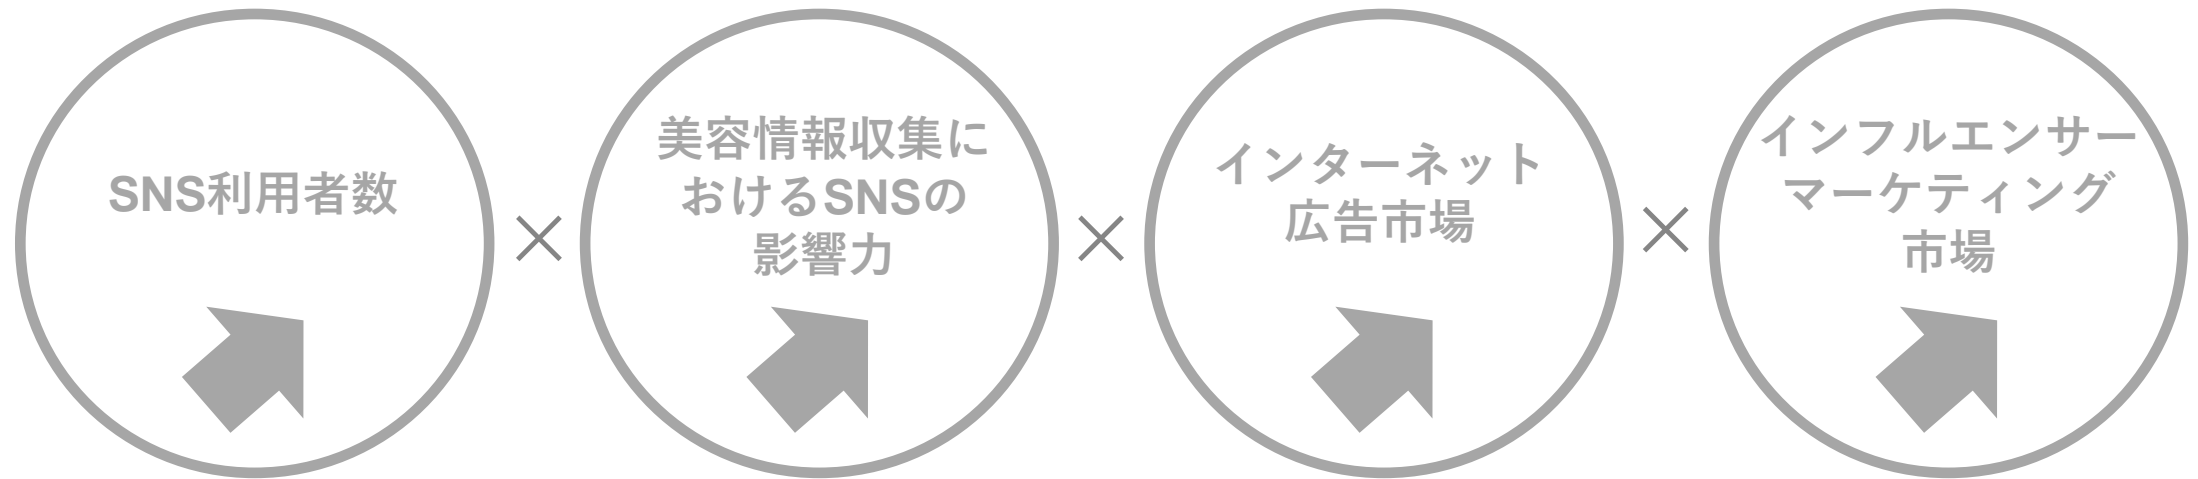 SNS利用者数
×
美容情報収集に
おけるSNSの
影響力
×
インターネット
広告市場
×
インフルエンサー
マーケティング
市場